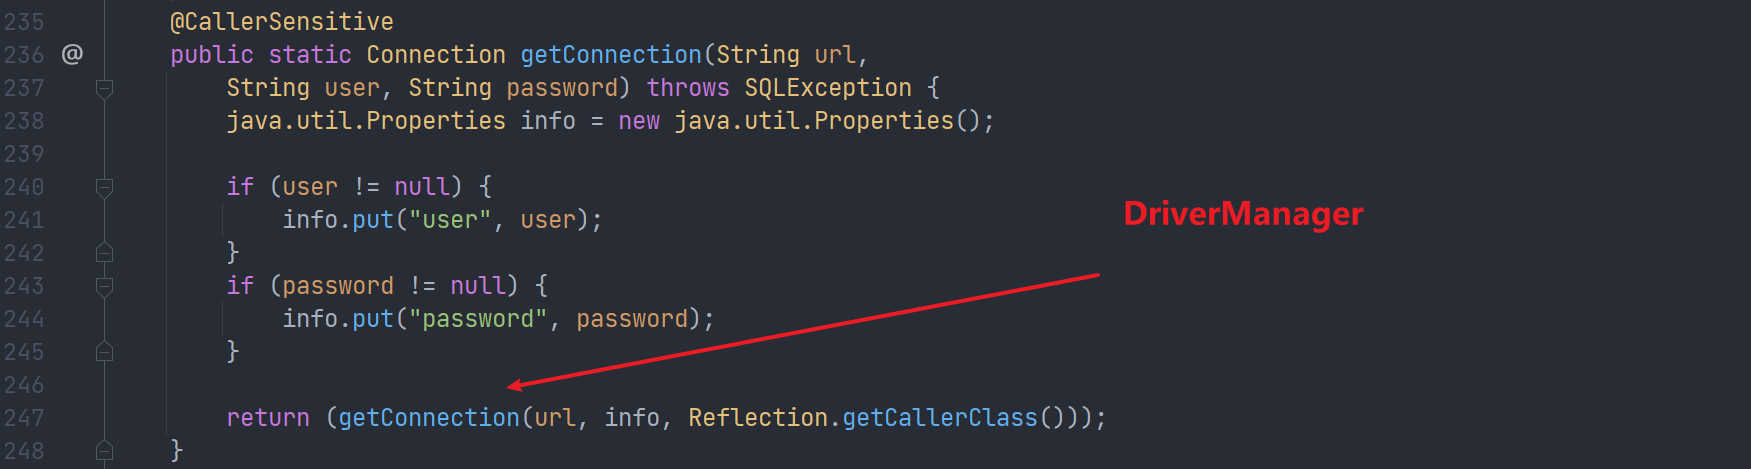 235 @CallerSensitive
236 @ public static Connection getConnection(String url,
237 String user, String password) throws SQLException {
238 java.util.Properties info = new java.util.Properties();
239
240 if (user != null) {
241 info.put("user", user);
DriverManager
242 }
243 if (password != null) {
244 info.put("password", password);
245 }
246
247 return (getConnection(url, info, Reflection.getCallerClass()));
248 }